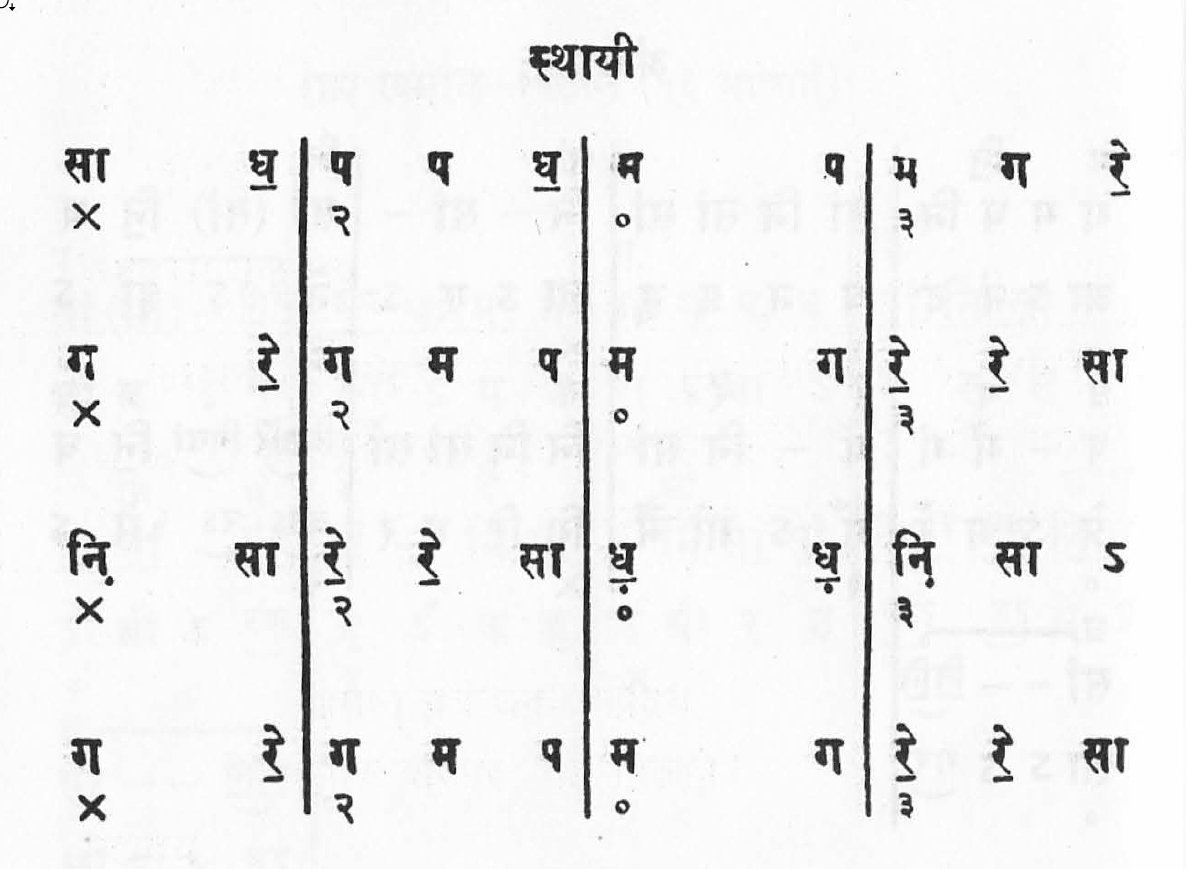 स्थायी
सा ध॒ | प प ध॒ | म प | म ग रे॒
× २ ० ३
ग रे॒ | ग म प | म ग | रे॒ रे॒ सा
× २ ० ३
नि़ सा | रे॒ रे॒ सा | ध़॒ ध़॒ | नि़ सा ऽ
× २ ० ३
ग रे॒ | ग म प | म ग | रे॒ रे॒ सा
× २ ० ३